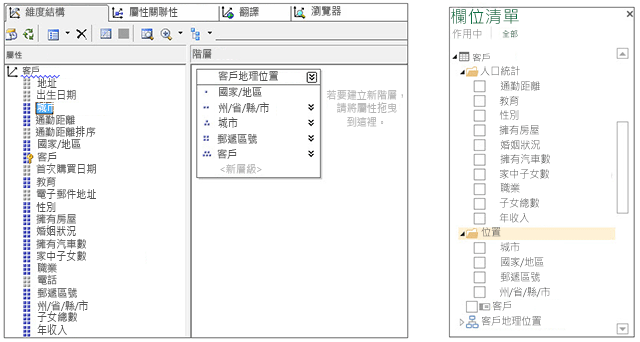 維度結構
屬性關聯性
翻譯
瀏覽器
屬性
客戶
地址
出生日期
城市
通勤距離
通勤距離排序
國家/地區
客戶
首次購買日期
教育
電子郵件地址
性別
擁有房屋
婚姻狀況
擁有汽車數
家中子女數
職業
電話
郵遞區號
州/省/縣/市
子女總數
年收入
階層
客戶地理位置
國家/地區
州/省/縣/市
城市
郵遞區號
客戶
<新層級>
若要建立新階層，
請將屬性拖曳
到這裡。
欄位清單
作用中
全部
客戶
人口統計
通勤距離
教育
性別
擁有房屋
婚姻狀況
擁有汽車數
家中子女數
職業
子女總數
年收入
位置
城市
國家/地區
郵遞區號
州/省/縣/市
客戶
客戶地理位置